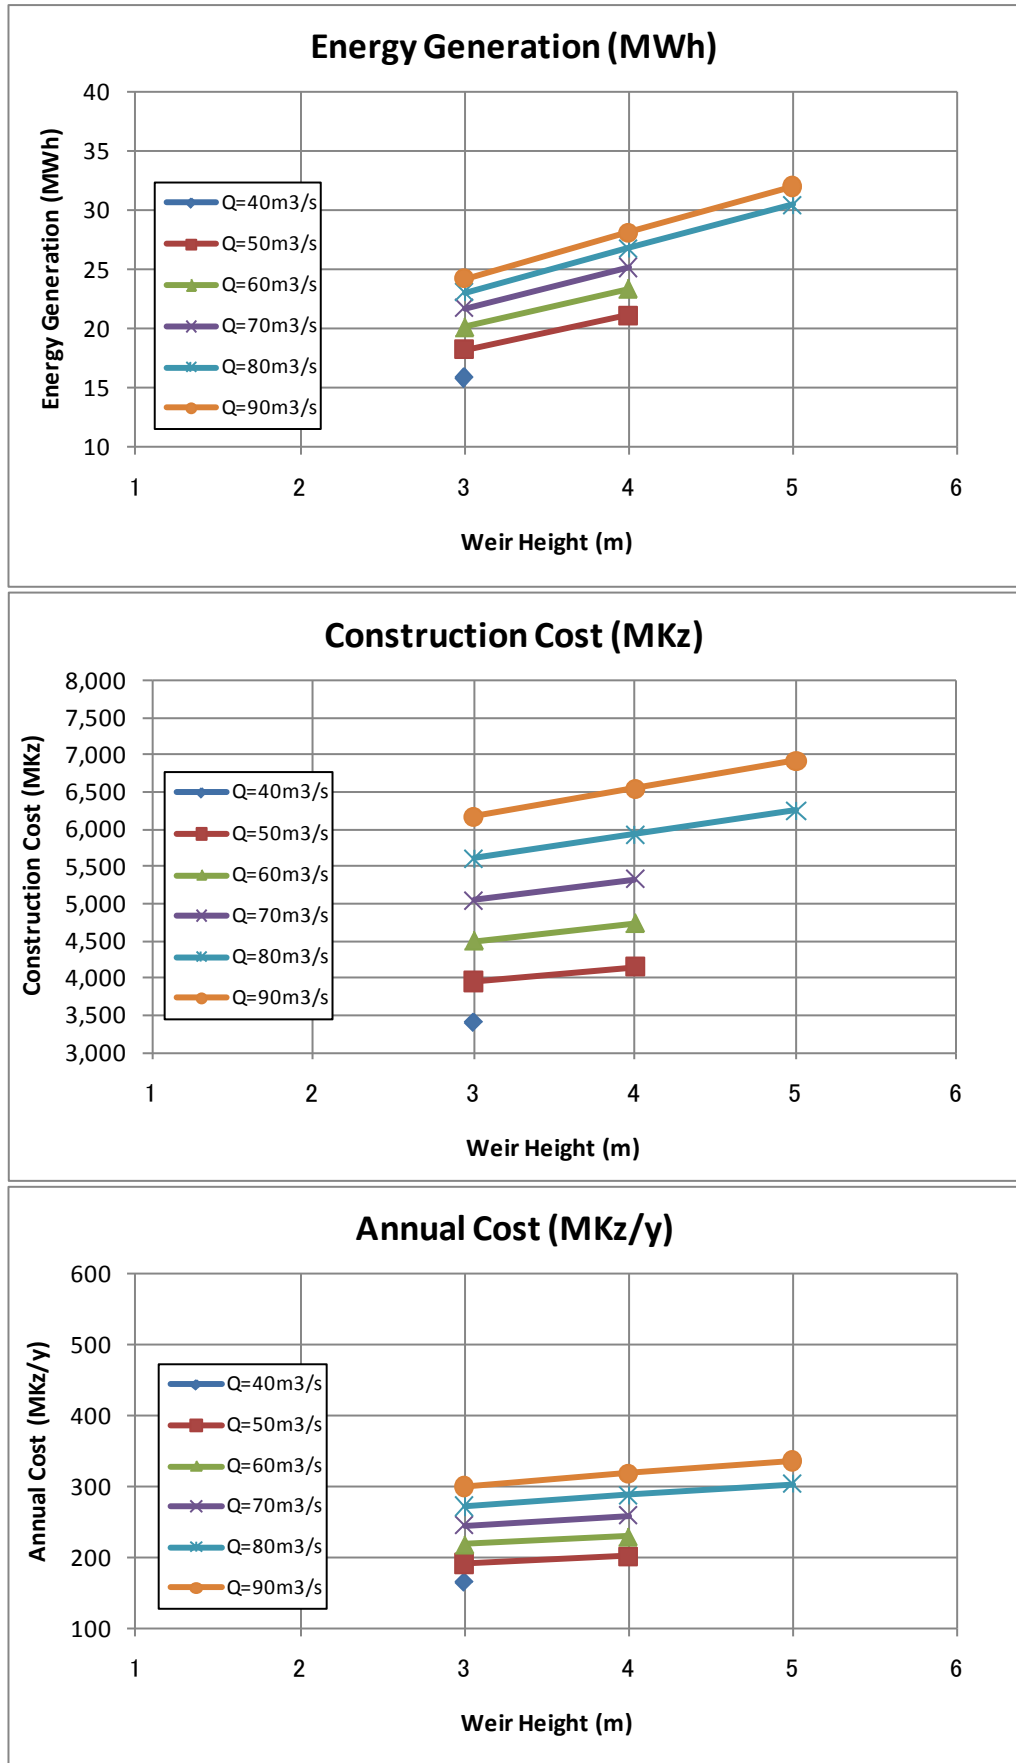 Energy Generation (MWh)
Energy Generation (MWh)
40
35
30
25
20
15
10
Q=40m3/s
Q=50m3/s
Q=60m3/s
Q=70m3/s
Q=80m3/s
Q=90m3/s
1 2 3 4 5 6
Weir Height (m)
Construction Cost (MKz)
Construction Cost (MKz)
8,000
7,500
7,000
6,500
6,000
5,500
5,000
4,500
4,000
3,500
3,000
Q=40m3/s
Q=50m3/s
Q=60m3/s
Q=70m3/s
Q=80m3/s
Q=90m3/s
1 2 3 4 5 6
Weir Height (m)
Annual Cost (MKz/y)
Annual Cost (MKz/y)
600
500
400
300
200
100
Q=40m3/s
Q=50m3/s
Q=60m3/s
Q=70m3/s
Q=80m3/s
Q=90m3/s
1 2 3 4 5 6
Weir Height (m)